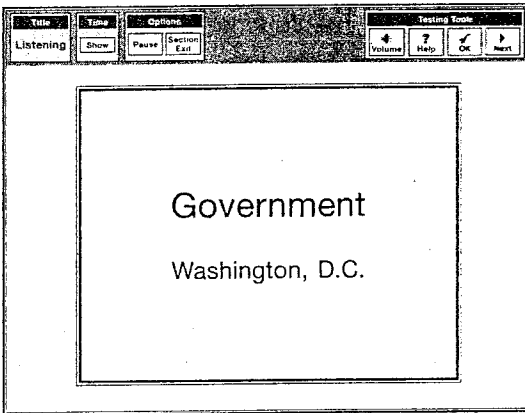 Title
Time
Options
Testing Tools
Listening
Show
Pause
Section
Exit
Volume
?
Help
OK
Next
Government
Washington, D.C.